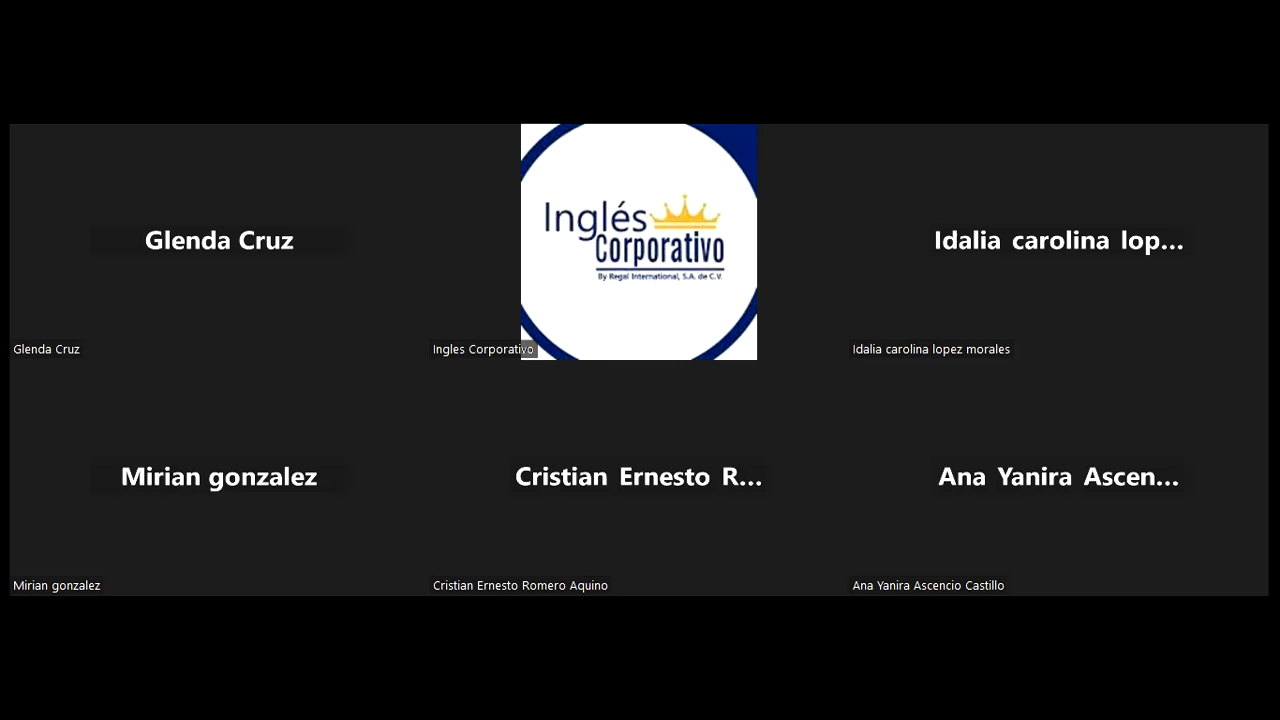 Glenda Cruz
Inglés
Corporativo
By Regal International, S.A. de C.V.
Idalia carolina lop...
Glenda Cruz
Ingles Corporativo
Idalia carolina lopez morales
Mirian gonzalez
Cristian Ernesto R...
Ana Yanira Ascen...
Mirian gonzalez
Cristian Ernesto Romero Aquino
Ana Yanira Ascencio Castillo